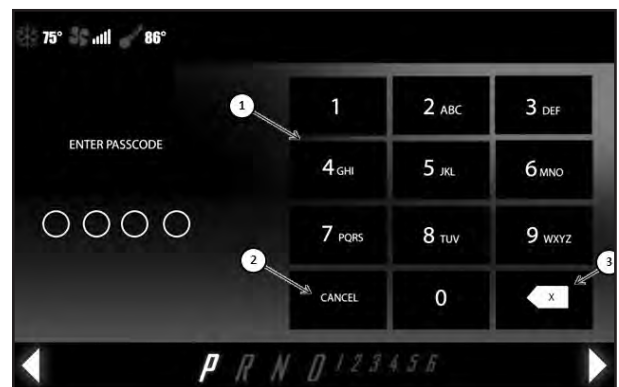 75° 86°
1
1 2 ABC 3 DEF
ENTER PASSCODE
4 GHI 5 JKL 6 MNO
7 PQRS 8 TUV 9 WXYZ
2 3
CANCEL 0 X
P R N D 1 2 3 4 5 6